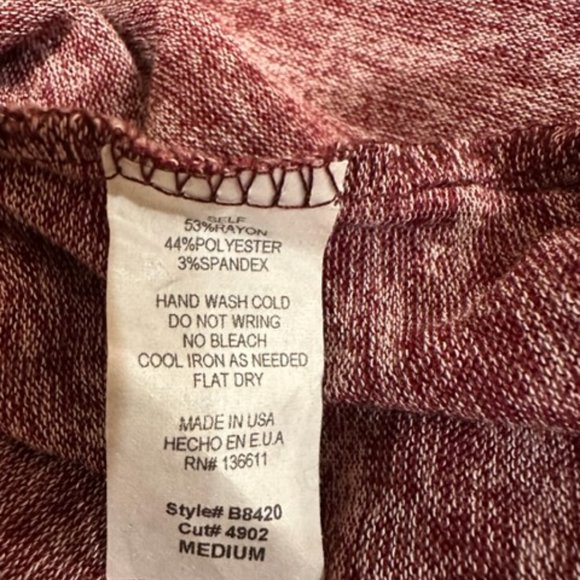 SELF
53%RAYON
44%POLYESTER
3%SPANDEX
HAND WASH COLD
DO NOT WRING
NO BLEACH
COOL IRON AS NEEDED
FLAT DRY
MADE IN USA
HECHO EN E.U.A
RN# 136611
Style# B8420
Cut# 4902
MEDIUM